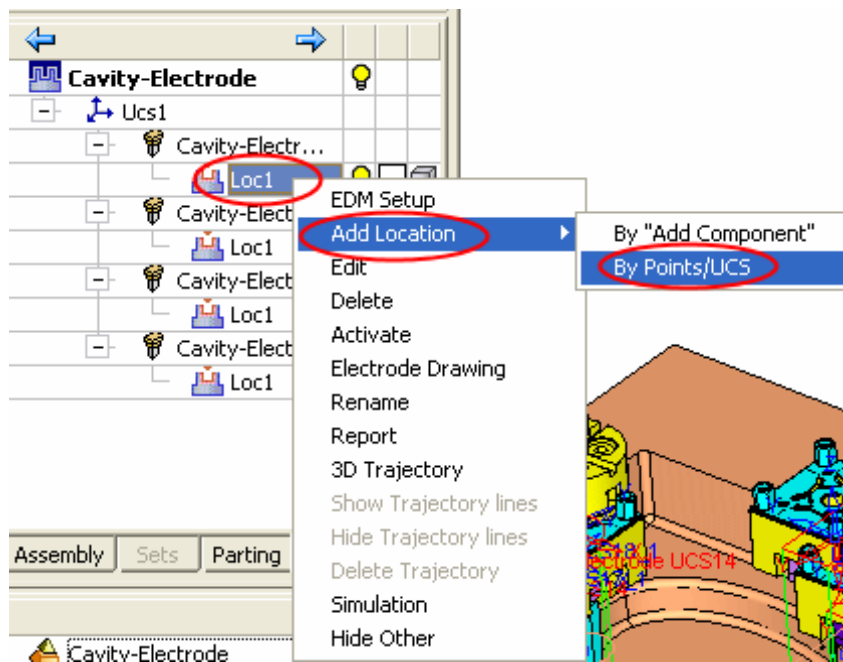 Cavity-Electrode
Ucs1
Cavity-Electr...
Loc1
Cavity-Elect
Loc1
Cavity-Elect
Loc1
Cavity-Elect
Loc1
EDM Setup
Add Location
Edit
Delete
Activate
Electrode Drawing
Rename
Report
3D Trajectory
Show Trajectory lines
Hide Trajectory lines
Delete Trajectory
Simulation
Hide Other
By "Add Component"
By Points/UCS
Assembly Sets Parting
Cavity-Electrode
UCS14